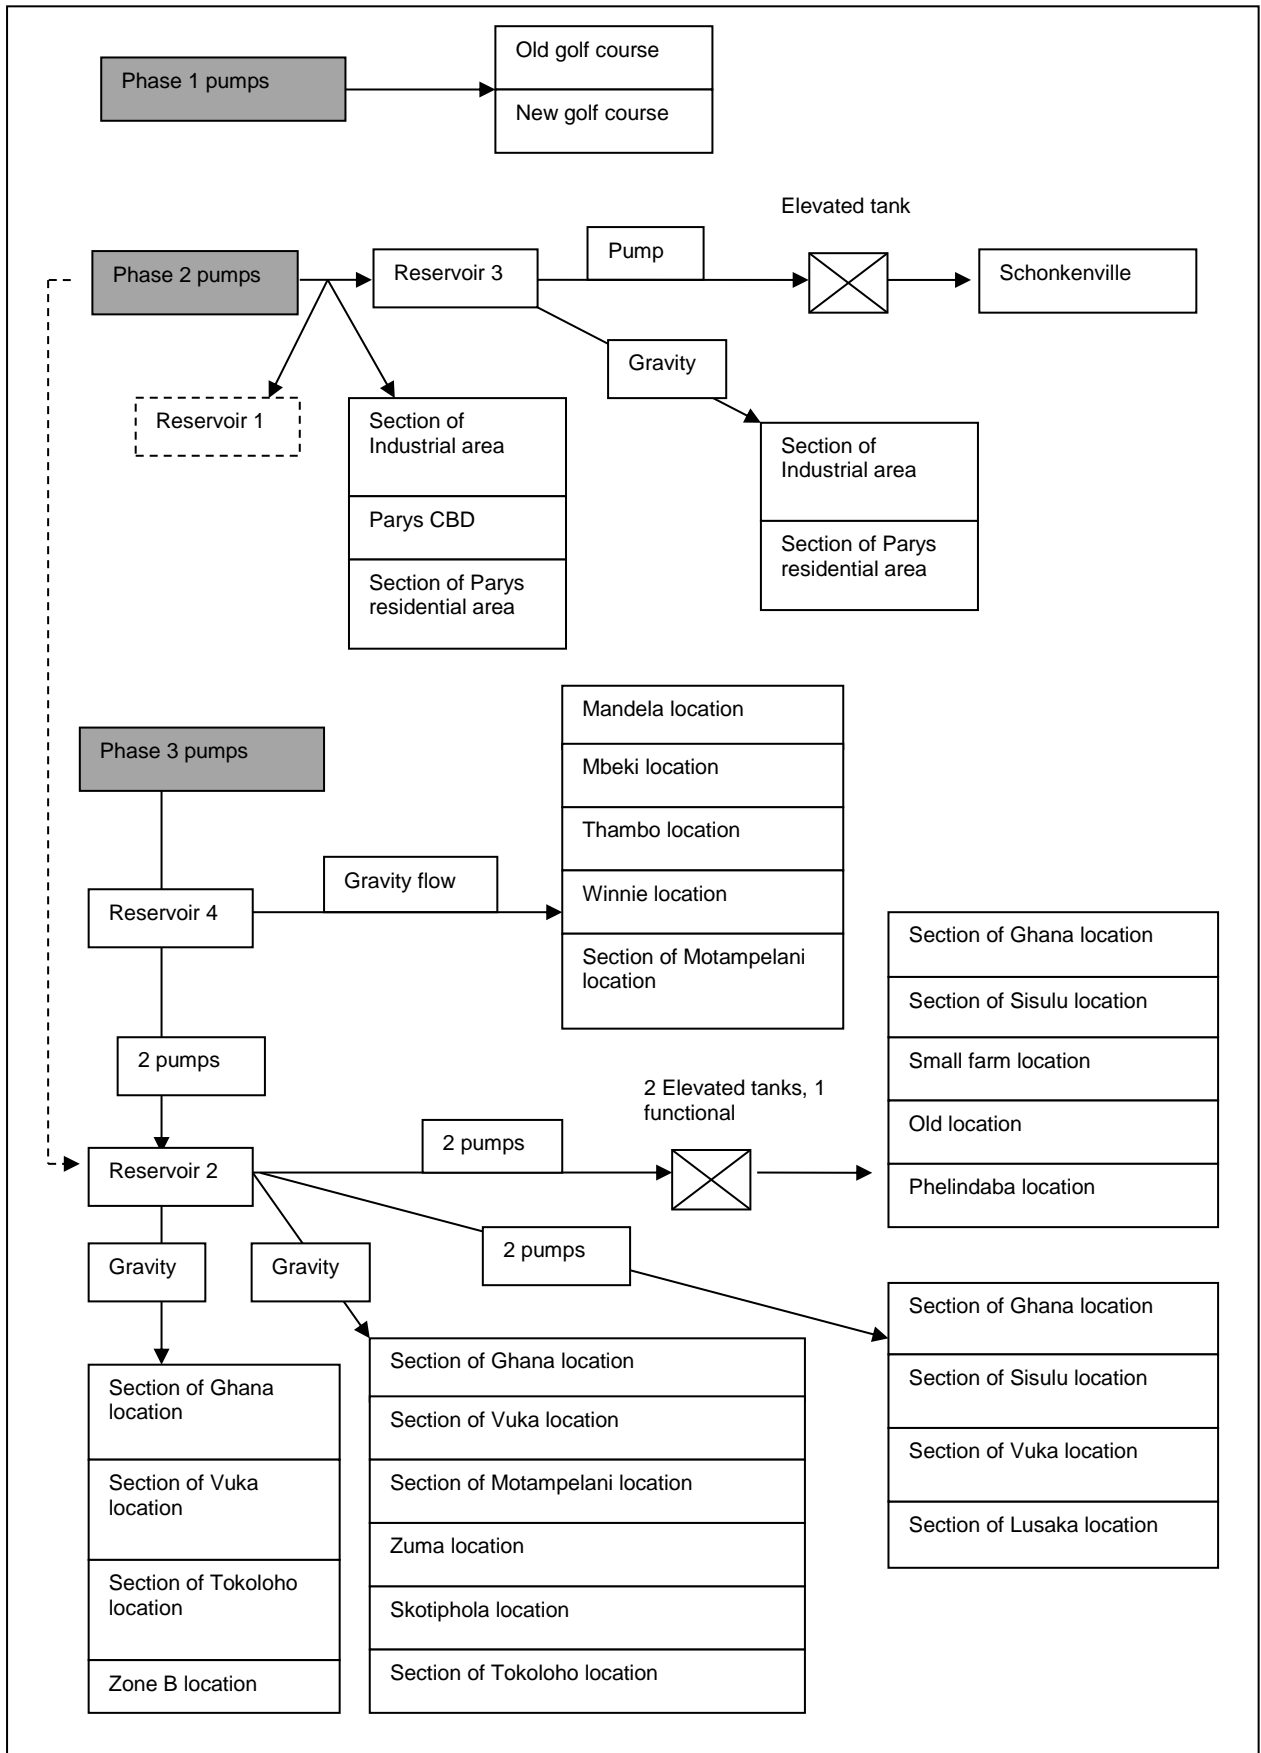 Old golf course
Phase 1 pumps
New golf course
Elevated tank
Pump
Phase 2 pumps
Reservoir 3
Schonkenville
Gravity
Reservoir 1
Section of
Industrial area
Parys CBD
Section of Parys
residential area
Section of
Industrial area
Section of Parys
residential area
Mandela location
Mbeki location
Thambo location
Winnie location
Section of Motampelani
location
Phase 3 pumps
Gravity flow
Reservoir 4
2 pumps
Section of Ghana location
Section of Sisulu location
Small farm location
Old location
Phelindaba location
2 Elevated tanks, 1
functional
2 pumps
Reservoir 2
2 pumps
Gravity
Gravity
Section of Ghana location
Section of Sisulu location
Section of Vuka location
Section of Lusaka location
Section of Ghana
location
Section of Vuka
location
Section of Tokoloho
location
Zone B location
Section of Ghana location
Section of Vuka location
Section of Motampelani location
Zuma location
Skotiphola location
Section of Tokoloho location